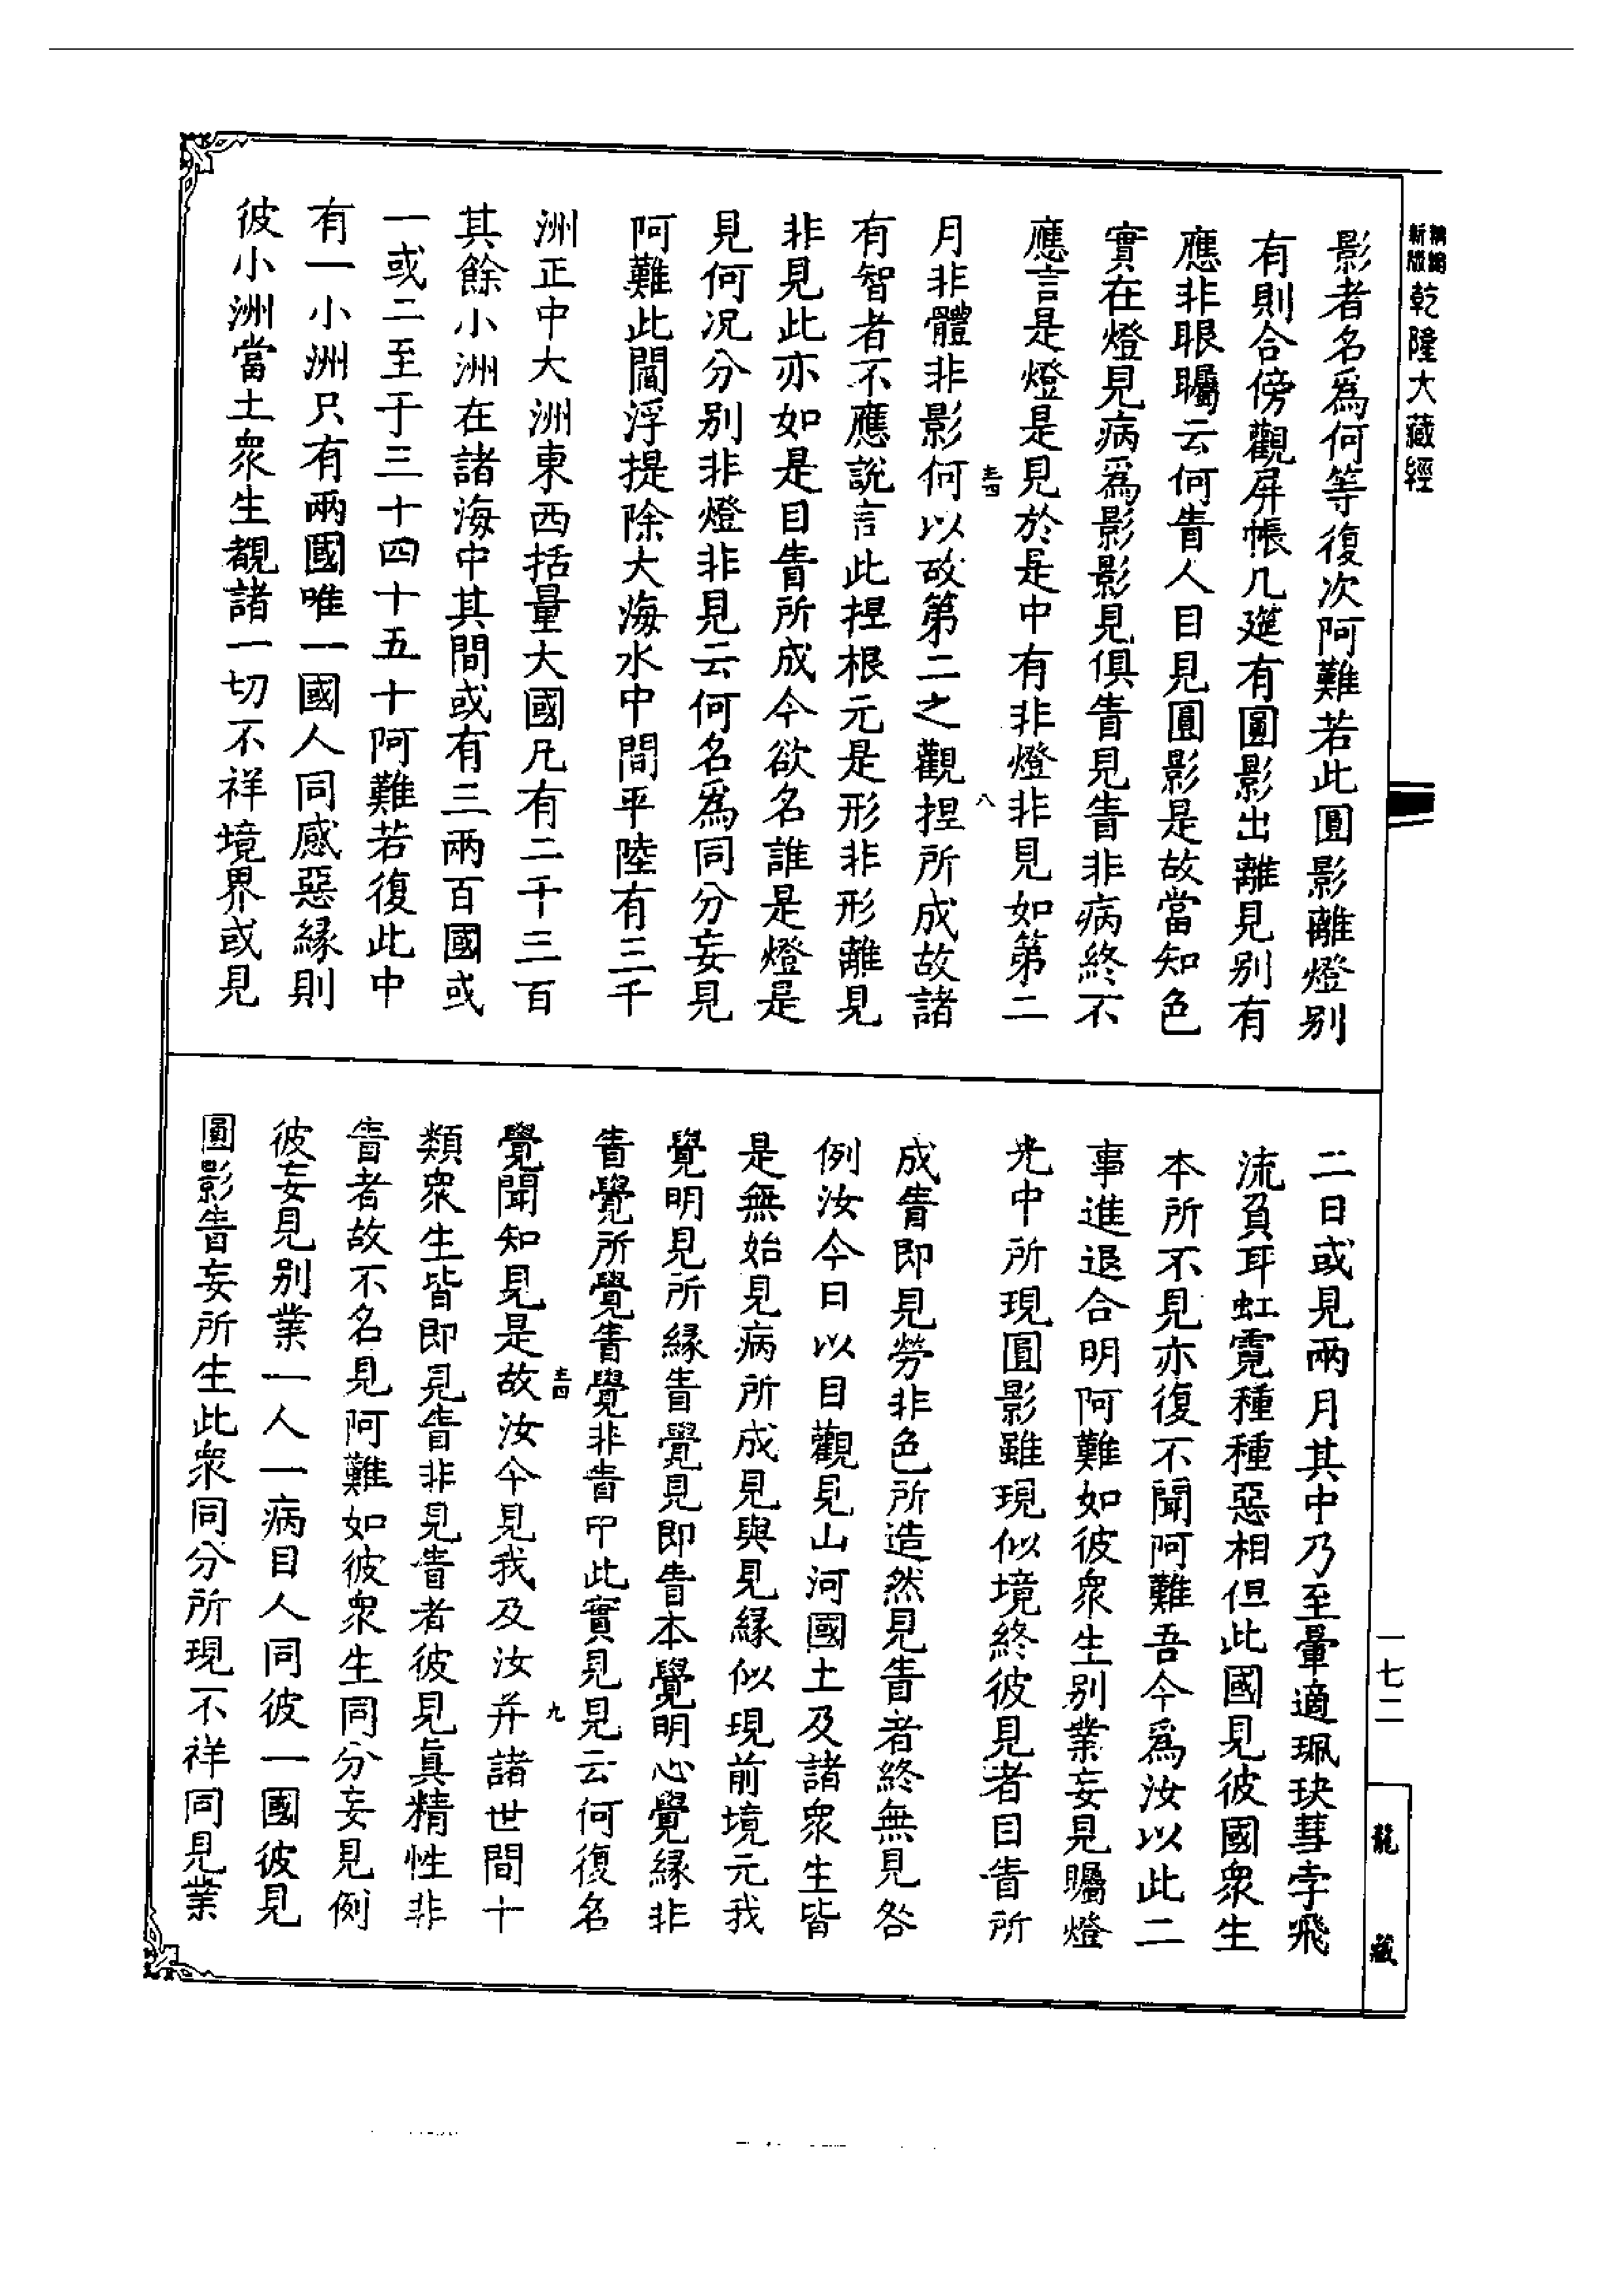 新版精縮乾隆大藏經
影者名爲何等復次阿難若此圓影離燈别
有則合傍觀屏帳几筵有圓影出離見别有
應非眼矚云何眚人目見圓影是故當知色
實在燈見病爲影影見俱眚見眚非病終不
應言是燈是見於是中有非燈非見如第二
月非體非影何以故第二之觀捏所成故諸
有智者不應説言此捏根元是形非形離見
非見此亦如是目眚所成今欲名誰是燈是
見何况分别非燈非見云何名爲同分妄見
阿難此閻浮提除大海水中間平陸有三千
洲正中大洲東西括量大國凡有二千三百
其餘小洲在諸海中其間或有三兩百國或
一或二至于三十四十五十阿難若復此中
有一小洲只有兩國唯一國人同感惡緣則
彼小洲當土衆生覩諸一切不祥境界或見
二日或見兩月其中乃至暈適珮玦彗孛飛
流負耳虹霓種種惡相但此國見彼國衆生
本所不見亦復不聞阿難吾今爲汝以此二
事進退合明阿難如彼衆生别業妄見矚燈
光中所現圓影雖現似境終彼見者目眚所
成眚即見勞非色所造然見眚者終無見咎
例汝今日以目觀見山河國土及諸衆生皆
是無始見病所成見與見緣似現前境元我
覺明見所緣眚覺見即眚本覺明心覺緣非
眚覺所覺眚覺非眚中此實見見云何復名
覺聞知見是故汝今見我及汝并諸世間十
類衆生皆即見眚非見眚者彼見真精性非
眚者故不名見阿難如彼衆生同分妄見例
彼妄見别業一人一病目人同彼一國彼見
圓影眚妄所生此衆同分所現不祥同見業
一七二
龍藏
八
九